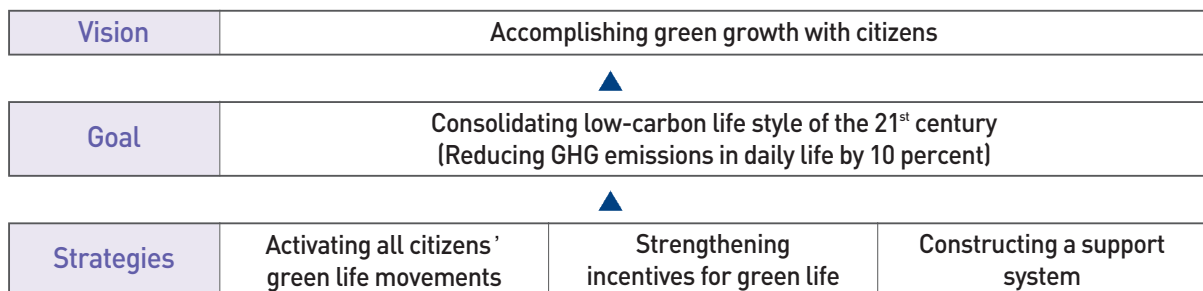 Vision
Accomplishing green growth with citizens
Goal
Consolidating low-carbon life style of the 21st century
(Reducing GHG emissions in daily life by 10 percent)
Strategies
Activating all citizens'
green life movements
Strengthening
incentives for green life
Constructing a support
system